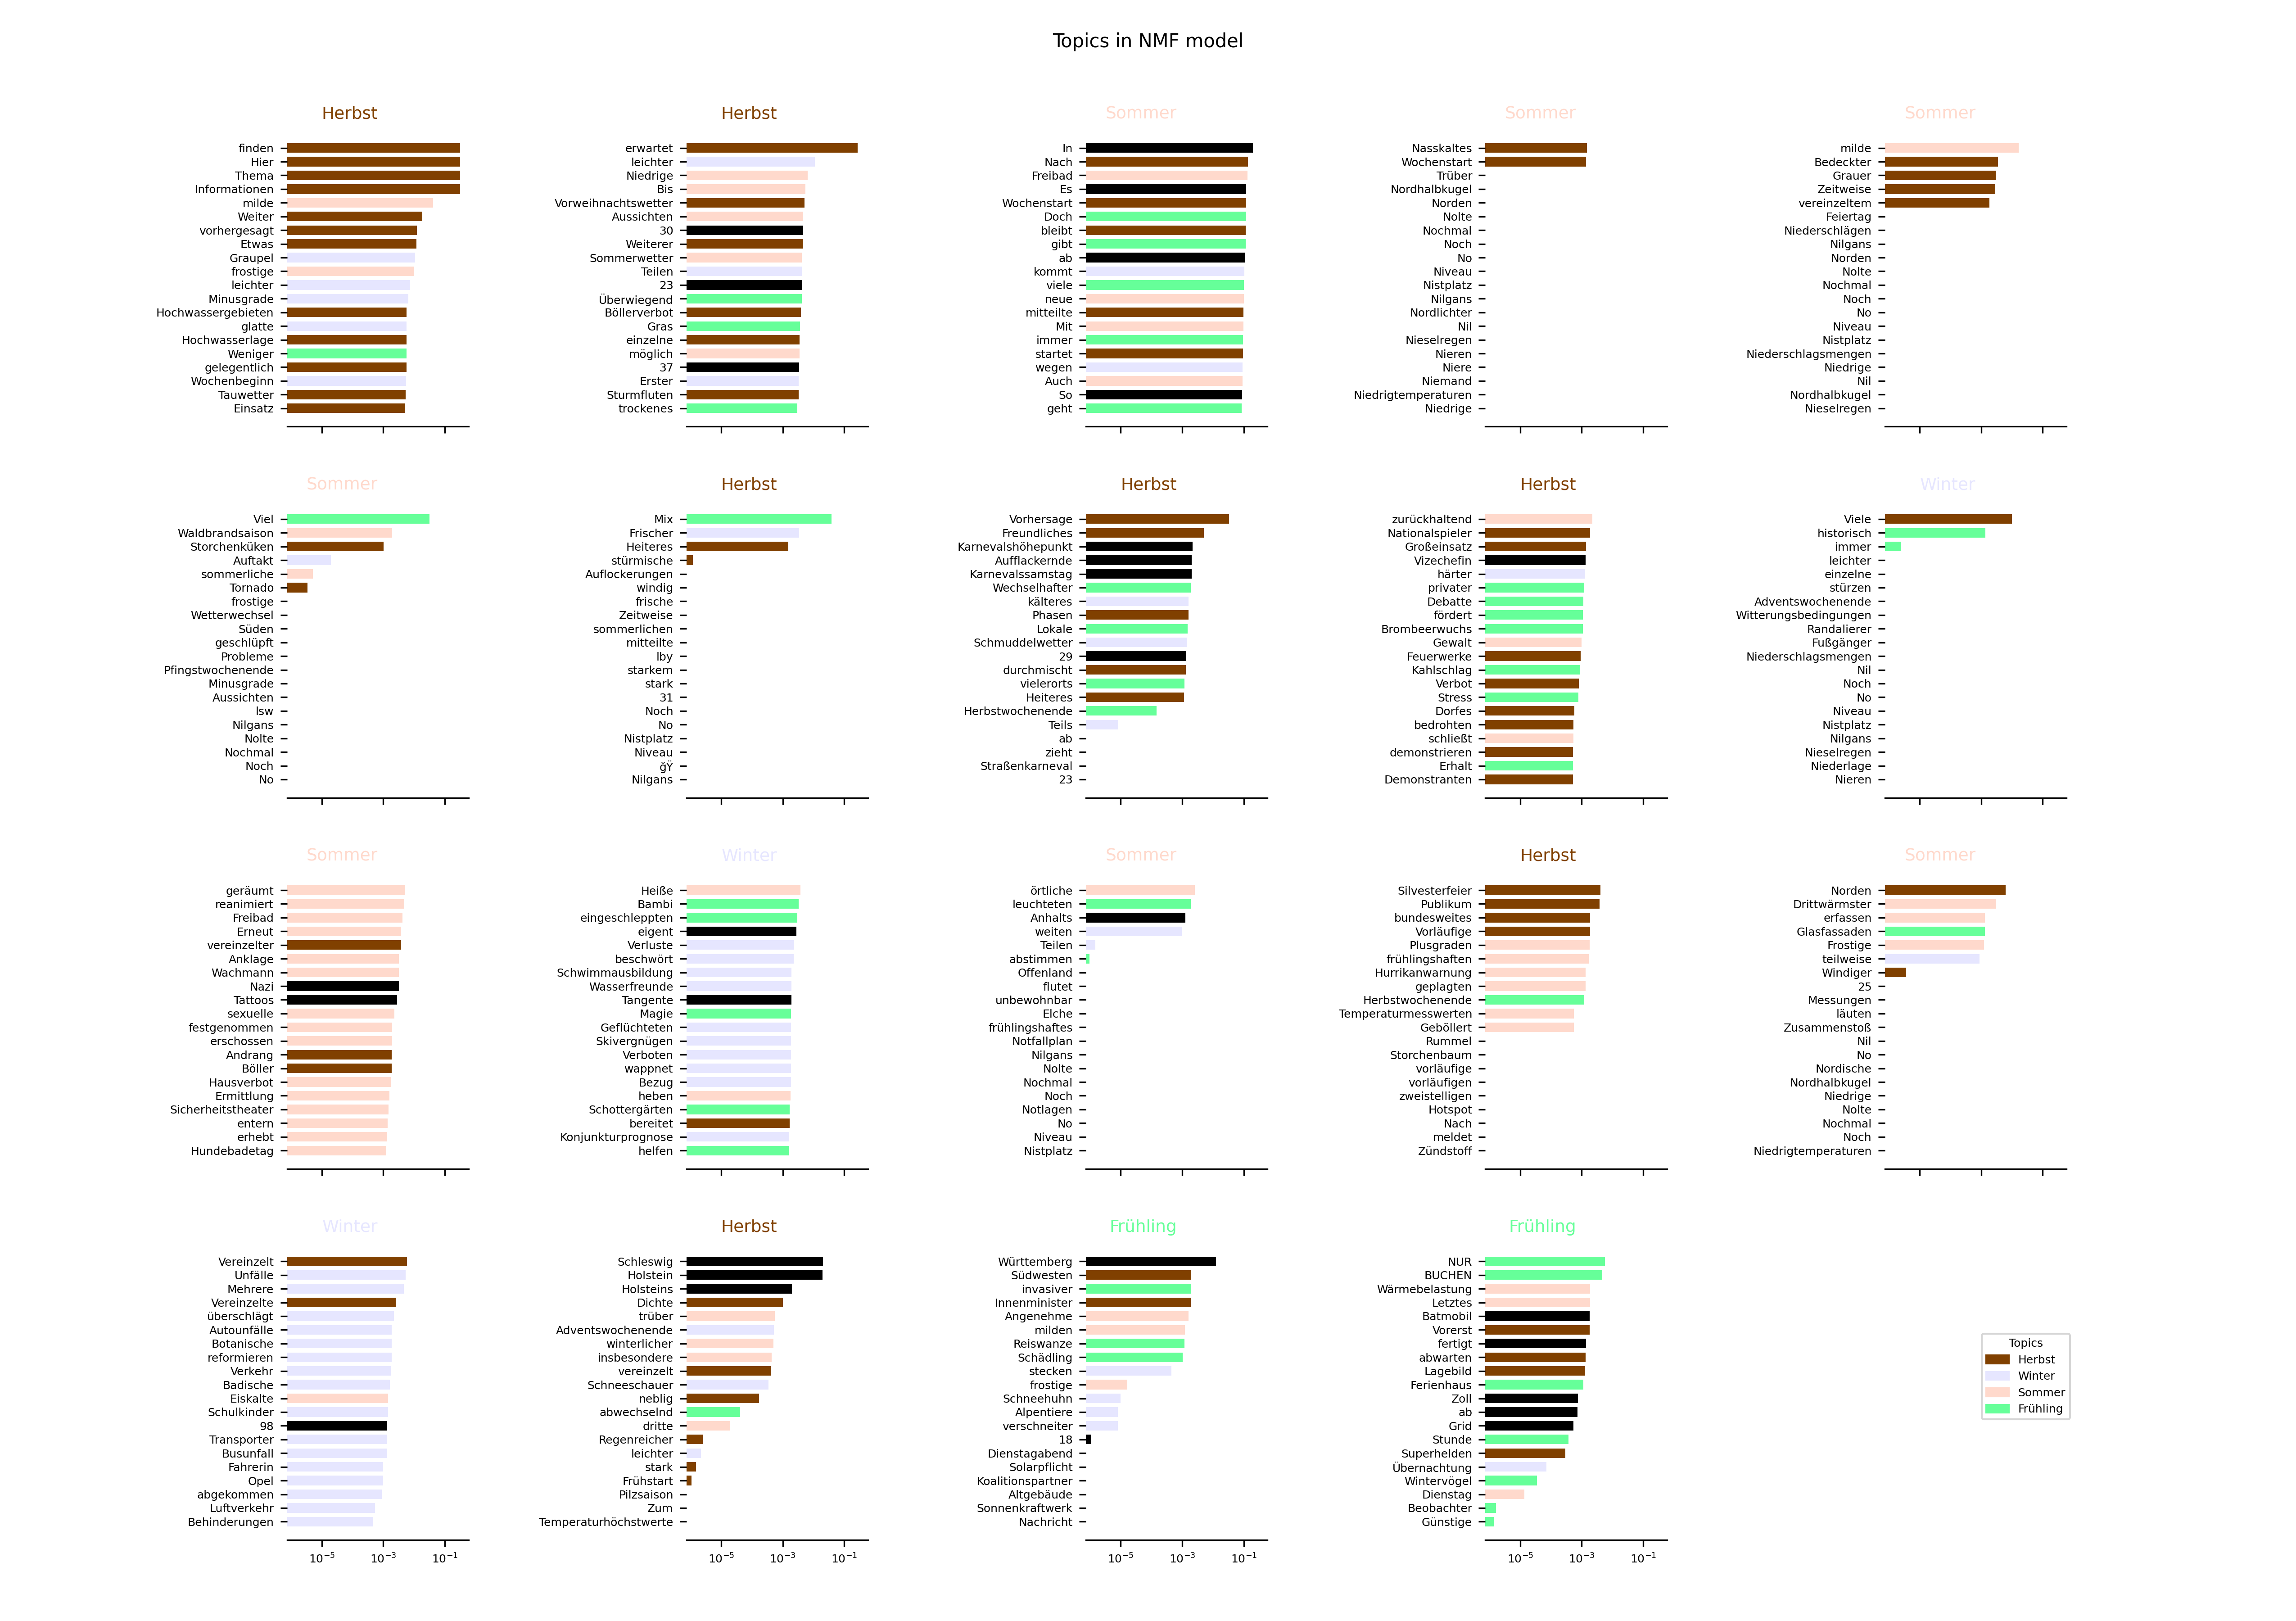 Topics in NMF model
Herbst
finden
Hier
Thema
Informationen
milde
Weiter
vorhergesagt
Etwas
Graupel
frostige
leichter
Minusgrade
Hochwassergebieten
glatte
Hochwasserlage
Weniger
gelegentlich
Wochenbeginn
Tauwetter
Einsatz
Herbst
erwartet
leichter
Niedrige
Bis
Vorweihnachtswetter
Aussichten
30
Weiterer
Sommerwetter
Teilen
23
Überwiegend
Böllerverbot
Gras
einzelne
möglich
37
Erster
Sturmfluten
trockenes
Sommer
In
Nach
Freibad
Es
Wochenstart
Doch
bleibt
gibt
ab
kommt
viele
neue
mitteilte
Mit
immer
startet
wegen
Auch
So
geht
Sommer
Nasskaltes
Wochenstart
Trüber
Nordhalbkugel
Norden
Nolte
Nochmal
Noch
No
Niveau
Nistplatz
Nilgans
Nordlichter
Nil
Nieselregen
Nieren
Niere
Niemand
Niedrigtemperaturen
Niedrige
Sommer
milde
Bedeckter
Grauer
Zeitweise
vereinzeltem
Feiertag
Niederschlägen
Nilgans
Norden
Nolte
Nochmal
Noch
No
Niveau
Nistplatz
Niederschlagsmengen
Niedrige
Nil
Nordhalbkugel
Nieselregen
Sommer
Viel
Waldbrandsaison
Storchenküken
Auftakt
sommerliche
Tornado
frostige
Wetterwechsel
Süden
geschlüpft
Probleme
Pfingstwochenende
Minusgrade
Aussichten
lsw
Nilgans
Nolte
Nochmal
Noch
No
Herbst
Mix
Frischer
Heiteres
stürmische
Auflockerungen
windig
frische
Zeitweise
sommerlichen
mitteilte
lby
starkem
stark
31
Noch
No
Nistplatz
Niveau
ğŸ
Nilgans
Herbst
Vorhersage
Freundliches
Karnevalshöhepunkt
Aufflackernde
Karnevalssamstag
Wechselhafter
kälteres
Phasen
Lokale
Schmuddelwetter
29
durchmischt
vielerorts
Heiteres
Herbstwochenende
Teils
ab
zieht
Straßenkarneval
23
Herbst
zurückhaltend
Nationalspieler
Großeinsatz
Vizechefin
härter
privater
Debatte
fördert
Brombeerwuchs
Gewalt
Feuerwerke
Kahlschlag
Verbot
Stress
Dorfes
bedrohten
schließt
demonstrieren
Erhalt
Demonstranten
Winter
Viele
historisch
immer
leichter
einzelne
stürzen
Adventswochenende
Witterungsbedingungen
Randalierer
Fußgänger
Niederschlagsmengen
Nil
Noch
No
Niveau
Nistplatz
Nilgans
Nieselregen
Niederlage
Nieren
Sommer
geräumt
reanimiert
Freibad
Erneut
vereinzelter
Anklage
Wachmann
Nazi
Tattoos
sexuelle
festgenommen
erschossen
Andrang
Böller
Hausverbot
Ermittlung
Sicherheitstheater
entern
erhebt
Hundebadetag
Winter
Heiße
Bambi
eingeschleppten
eigent
Verluste
beschwört
Schwimmausbildung
Wasserfreunde
Tangente
Magie
Geflüchteten
Skivergnügen
Verboten
wappnet
Bezug
heben
Schottergärten
bereitet
Konjunkturprognose
helfen
Sommer
örtliche
leuchteten
Anhalts
weiten
Teilen
abstimmen
Offenland
flutet
unbewohnbar
Elche
frühlingshaftes
Notfallplan
Nilgans
Nolte
Nochmal
Noch
Notlagen
No
Niveau
Nistplatz
Herbst
Silvesterfeier
Publikum
bundesweites
Vorläufige
Plusgraden
frühlingshaften
Hurrikanwarnung
geplagten
Herbstwochenende
Temperaturmesswerten
Geböllert
Rummel
Storchenbaum
vorläufige
vorläufigen
zweistelligen
Hotspot
Nach
meldet
Zündstoff
Sommer
Norden
Drittwärmster
erfassen
Glasfassaden
Frostige
teilweise
Windiger
25
Messungen
läuten
Zusammenstoß
Nil
No
Nordische
Nordhalbkugel
Niedrige
Nolte
Nochmal
Noch
Niedrigtemperaturen
Winter
Vereinzelt
Unfälle
Mehrere
Vereinzelte
überschlägt
Autounfälle
Botanische
reformieren
Verkehr
Badische
Eiskalte
Schulkinder
98
Transporter
Busunfall
Fahrerin
Opel
abgekommen
Luftverkehr
Behinderungen
10⁻⁵ 10⁻³ 10⁻¹
Herbst
Schleswig
Holstein
Holsteins
Dichte
trüber
Adventswochenende
winterlicher
insbesondere
vereinzelt
Schneeschauer
neblig
abwechselnd
dritte
Regenreicher
leichter
stark
Frühstart
Pilzsaison
Zum
Temperaturhöchstwerte
10⁻⁵ 10⁻³ 10⁻¹
Frühling
Württemberg
Südwesten
invasiver
Innenminister
Angenehme
milden
Reiswanze
Schädling
stecken
frostige
Schneehuhn
Alpentiere
verschneiter
18
Dienstagabend
Solarpflicht
Koalitionspartner
Altgebäude
Sonnenkraftwerk
Nachricht
10⁻⁵ 10⁻³ 10⁻¹
Frühling
NUR
BUCHEN
Wärmebelastung
Letztes
Batmobil
Vorerst
fertigt
abwarten
Lagebild
Ferienhaus
Zoll
ab
Grid
Stunde
Superhelden
Übernachtung
Wintervögel
Dienstag
Beobachter
Günstige
10⁻⁵ 10⁻³ 10⁻¹
Topics
Herbst
Winter
Sommer
Frühling